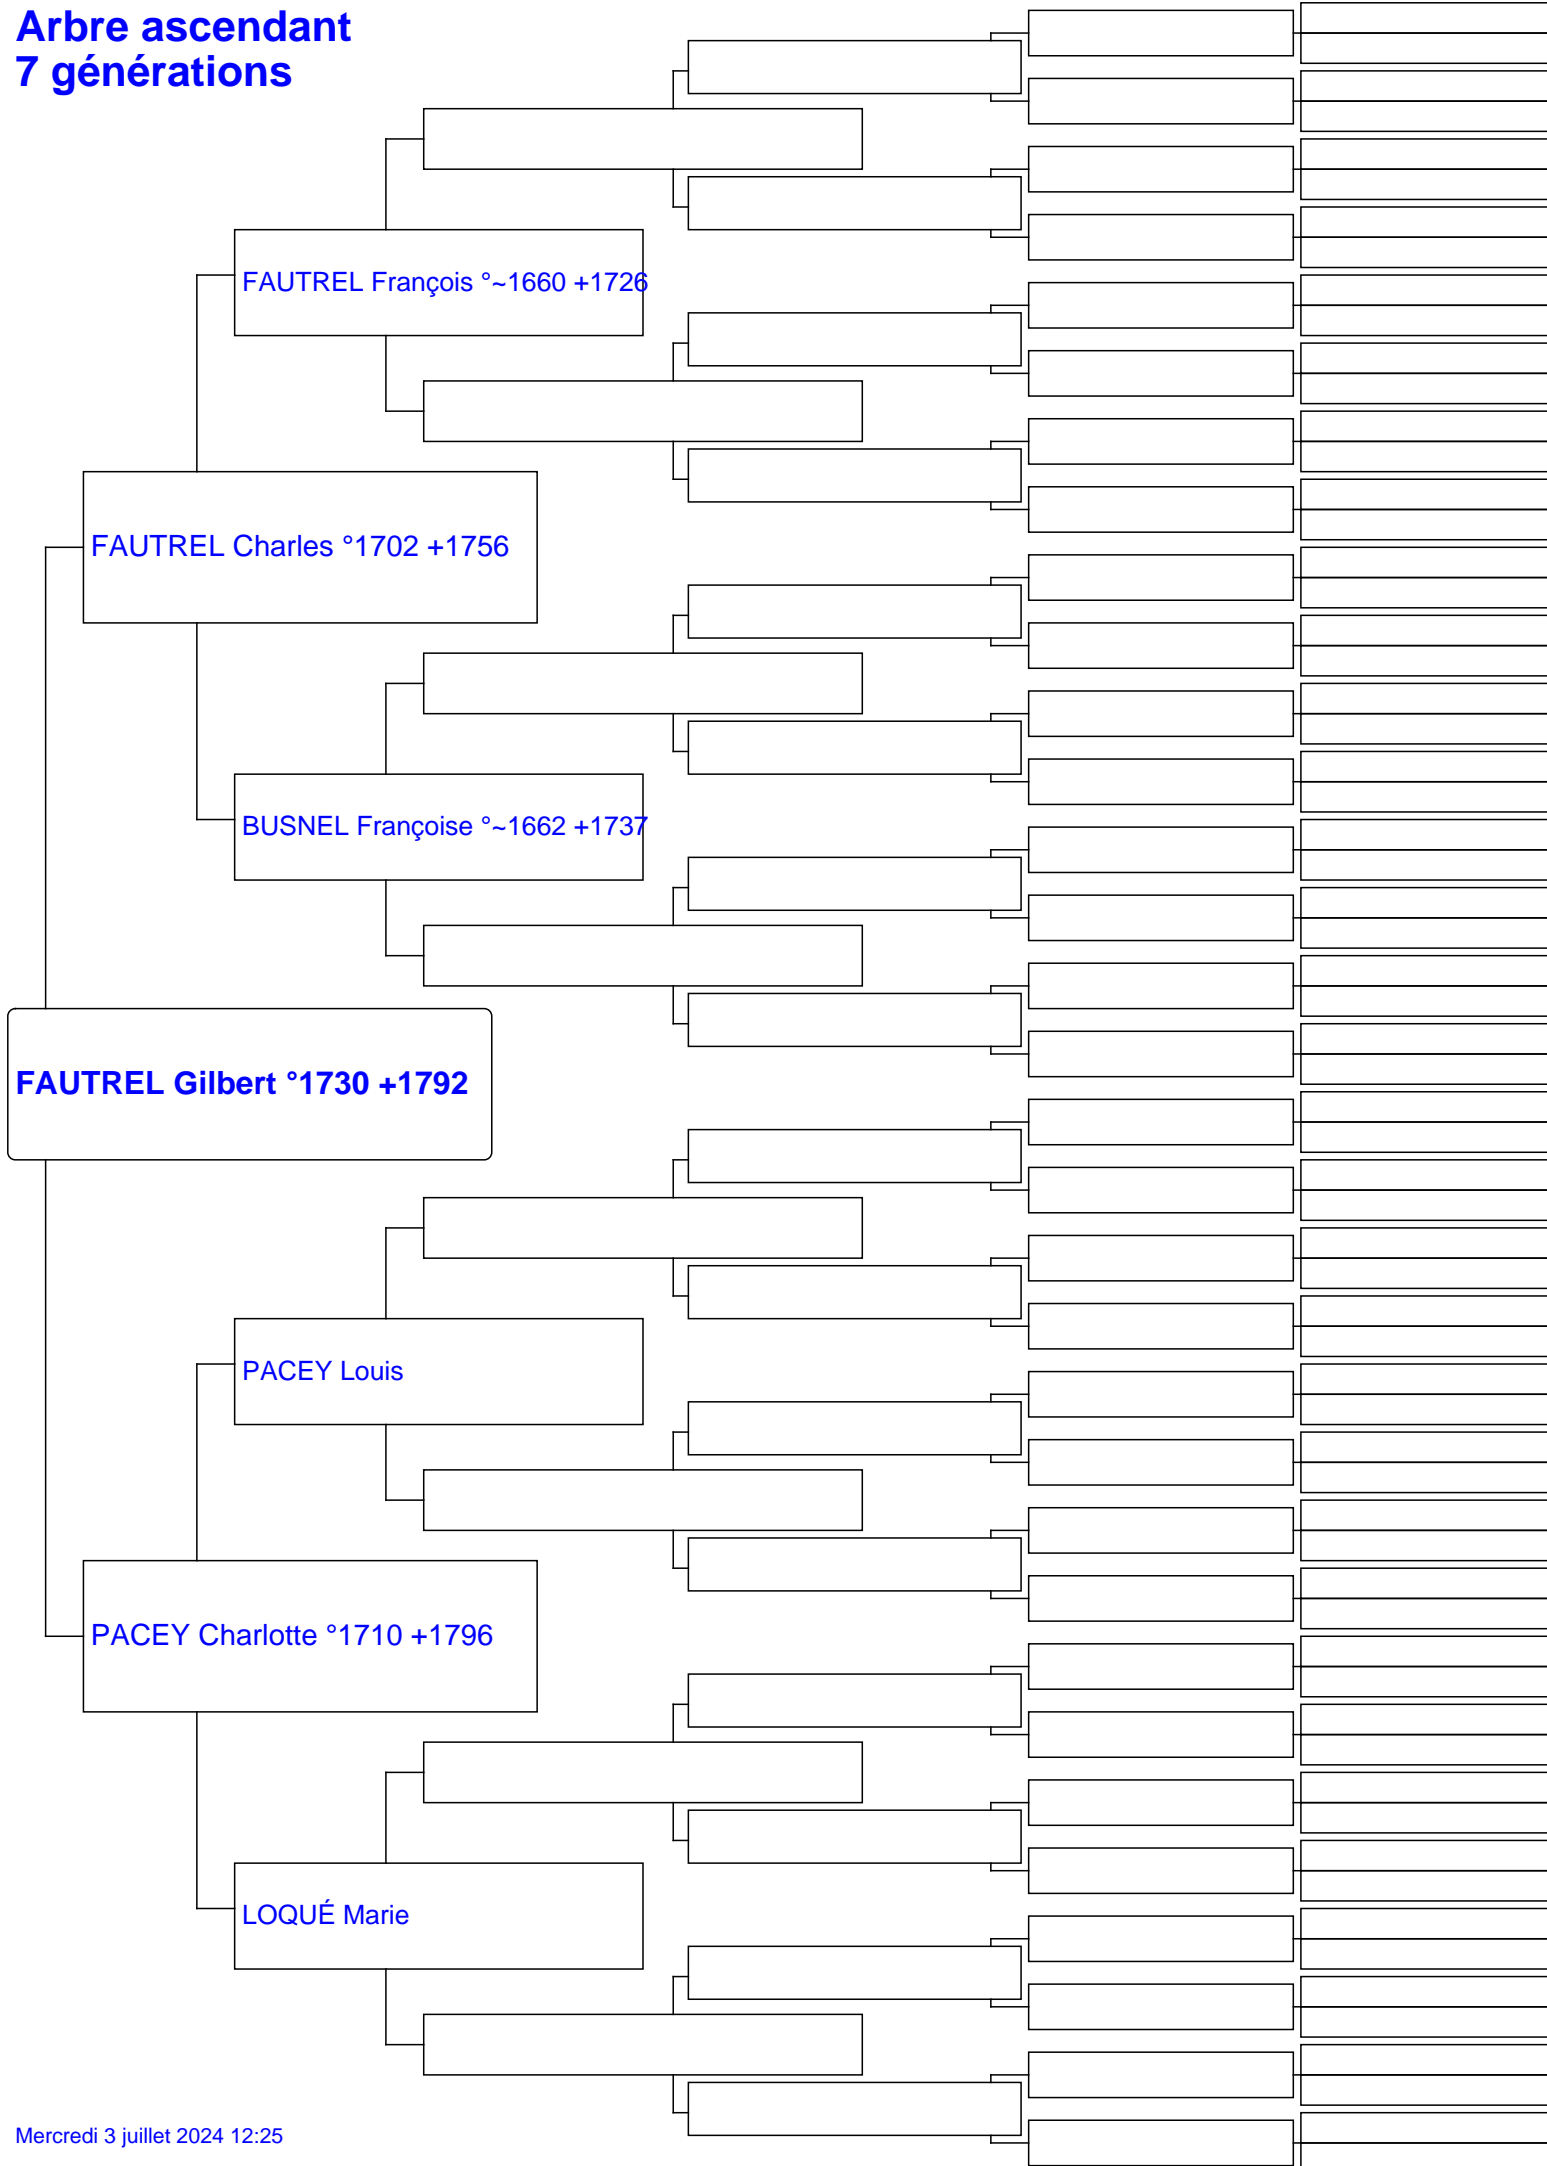 Arbre ascendant
7 générations
FAUTREL François °~1660 +1726
FAUTREL Charles °1702 +1756
BUSNEL Françoise °~1662 +1737
FAUTREL Gilbert °1730 +1792
PACEY Louis
PACEY Charlotte °1710 +1796
LOQUÉ Marie
Mercredi 3 juillet 2024 12:25